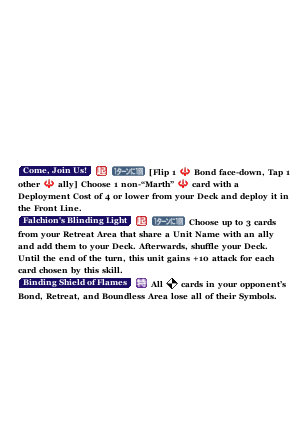 Come, Join Us! 起 1ターンに1回 [Flip 1 Bond face-down, Tap 1
other ally] Choose 1 non-“Marth” card with a
Deployment Cost of 4 or lower from your Deck and deploy it in
the Front Line.
Falchion's Blinding Light 起 1ターンに1回 Choose up to 3 cards
from your Retreat Area that share a Unit Name with an ally
and add them to your Deck. Afterwards, shuffle your Deck.
Until the end of the turn, this unit gains +10 attack for each
card chosen by this skill.
Binding Shield of Flames 特 All cards in your opponent's
Bond, Retreat, and Boundless Area lose all of their Symbols.